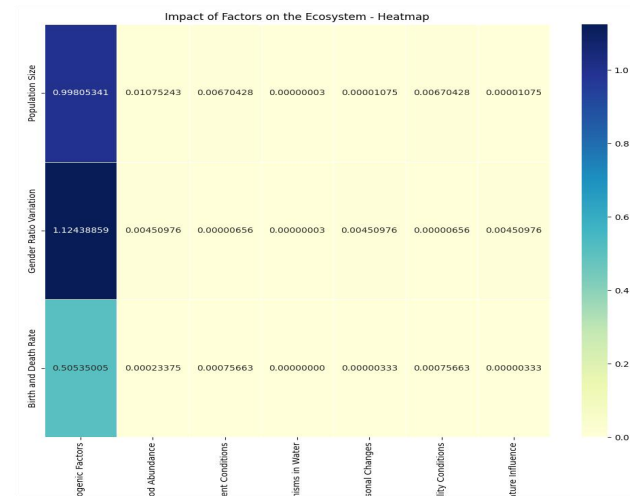 Impact of Factors on the Ecosystem - Heatmap
Population Size
0.99805341 0.01075243 0.00670428 0.00000003 0.00001075 0.00670428 0.00001075
Gender Ratio Variation
1.12438859 0.00450976 0.00000656 0.00000003 0.00450976 0.00000656 0.00450976
Birth and Death Rate
0.50535005 0.00023375 0.00075663 0.00000000 0.00000333 0.00075663 0.00000333
ogenic Factors
od Abundance
ent Conditions
nisms in Water
sonal Changes
lity Conditions
ature Influence
1.0
0.8
0.6
0.4
0.2
0.0